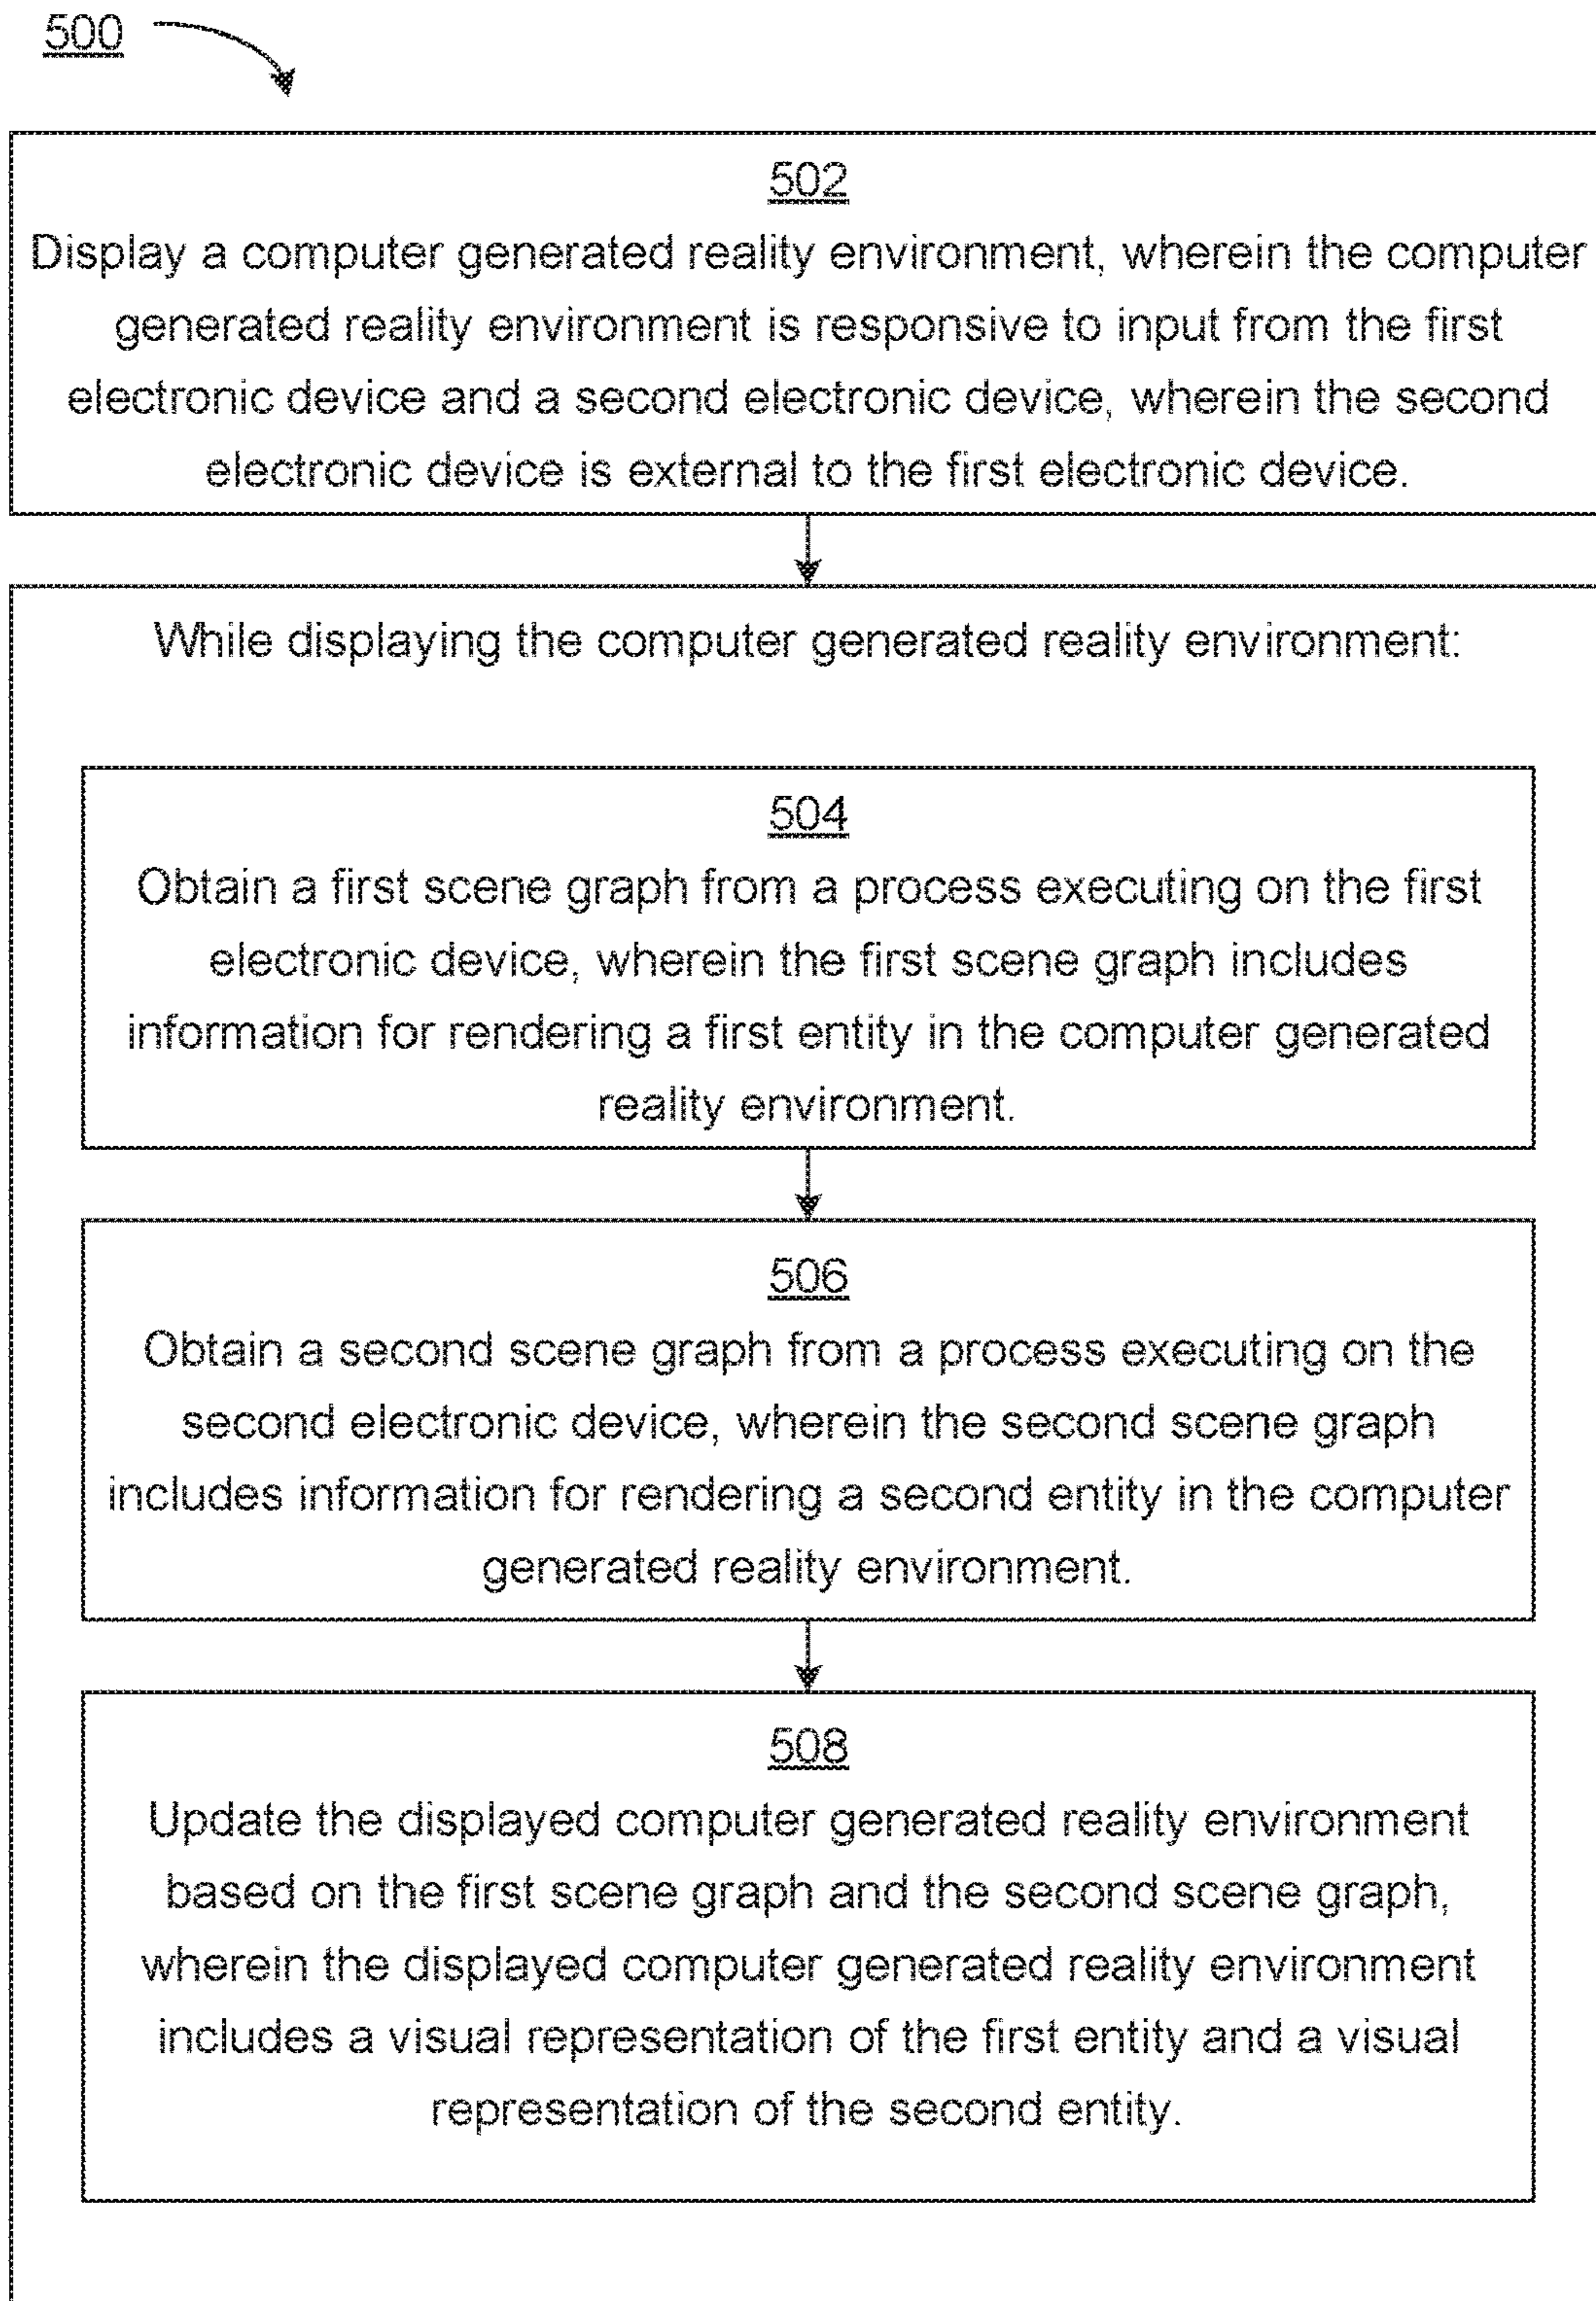 500
502
Display a computer generated reality environment, wherein the computer
generated reality environment is responsive to input from the first
electronic device and a second electronic device, wherein the second
electronic device is external to the first electronic device.
While displaying the computer generated reality environment:
504
Obtain a first scene graph from a process executing on the first
electronic device, wherein the first scene graph includes
information for rendering a first entity in the computer generated
reality environment.
506
Obtain a second scene graph from a process executing on the
second electronic device, wherein the second scene graph
includes information for rendering a second entity in the computer
generated reality environment.
508
Update the displayed computer generated reality environment
based on the first scene graph and the second scene graph,
wherein the displayed computer generated reality environment
includes a visual representation of the first entity and a visual
representation of the second entity.